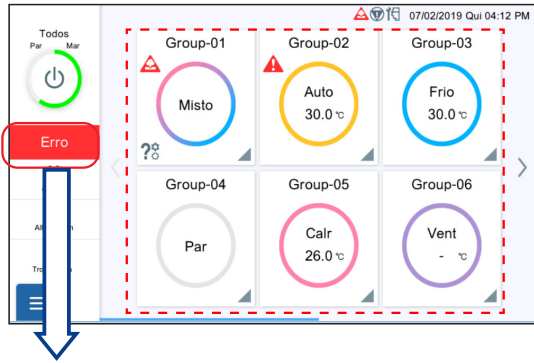 07/02/2019 Qui 04:12 PM
Todos
Par Mar
Erro
Group-01
Misto
Group-02
Auto
30.0 °C
Group-03
Frio
30.0 °C
Group-04
Par
Group-05
Calr
26.0 °C
Group-06
Vent
- °C